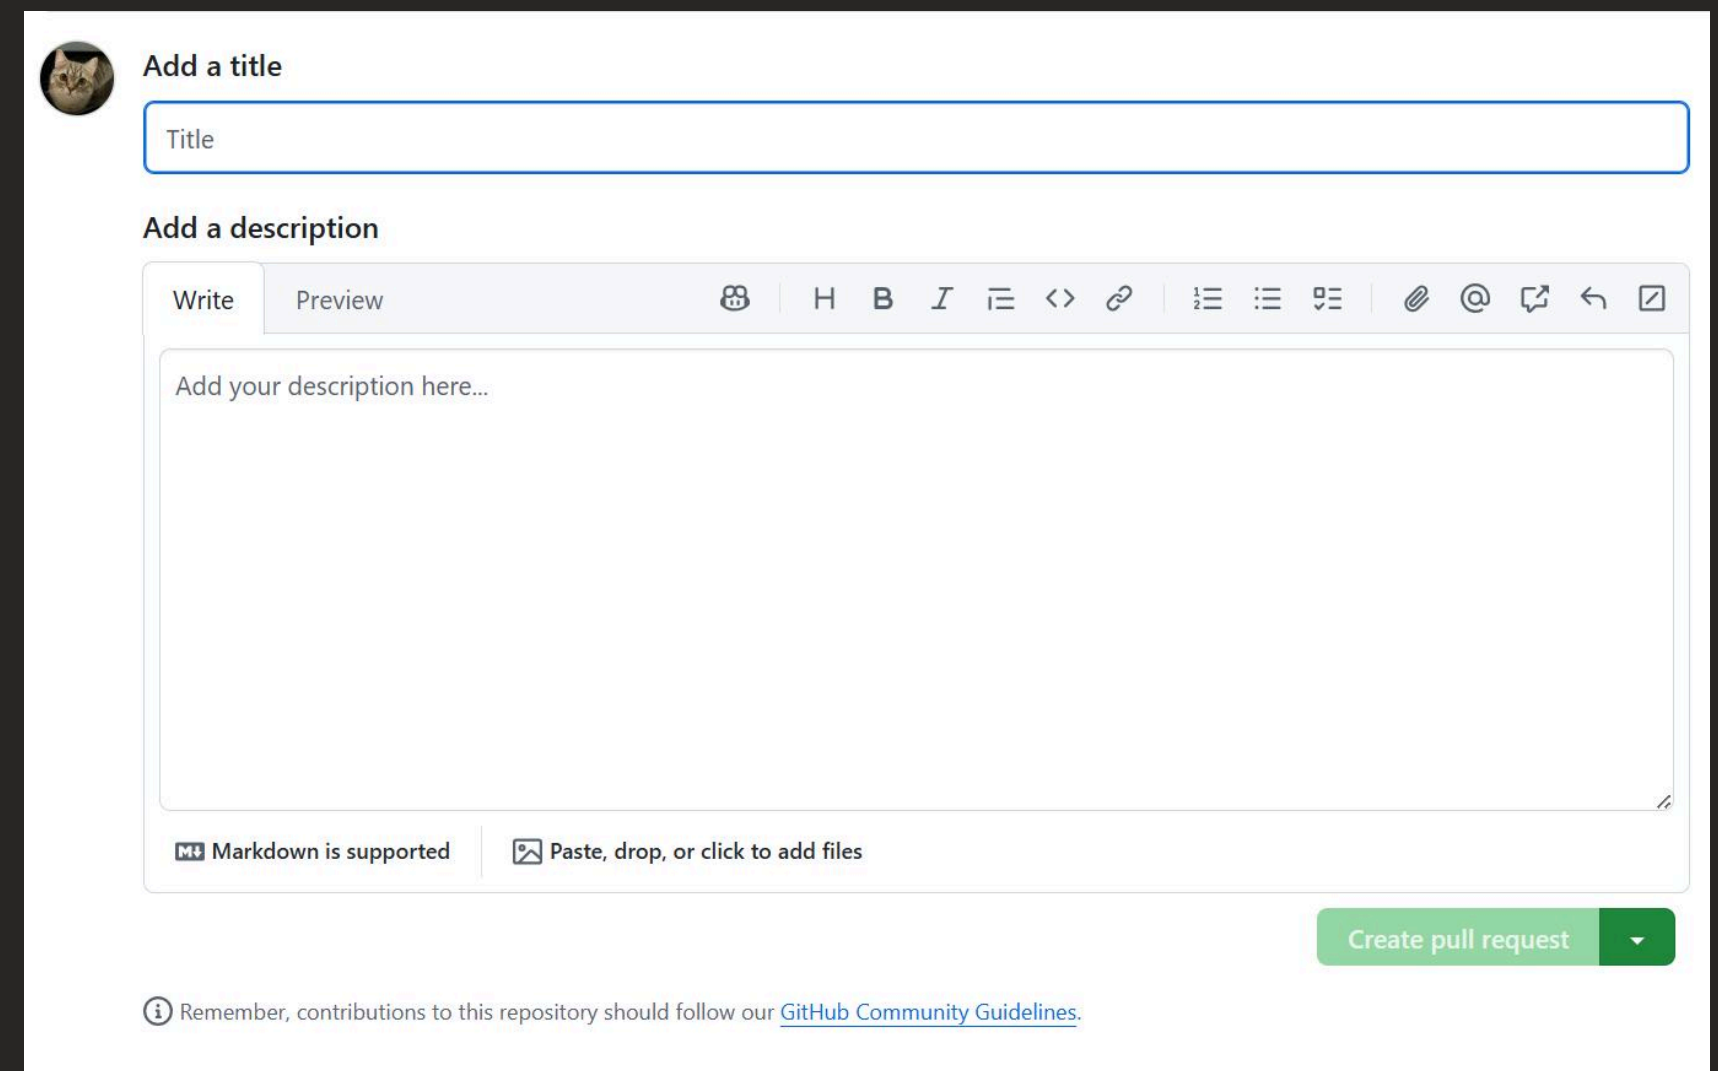 Add a title
Title
Add a description
Write Preview
Add your description here...
Markdown is supported Paste, drop, or click to add files
Create pull request
Remember, contributions to this repository should follow our GitHub Community Guidelines.